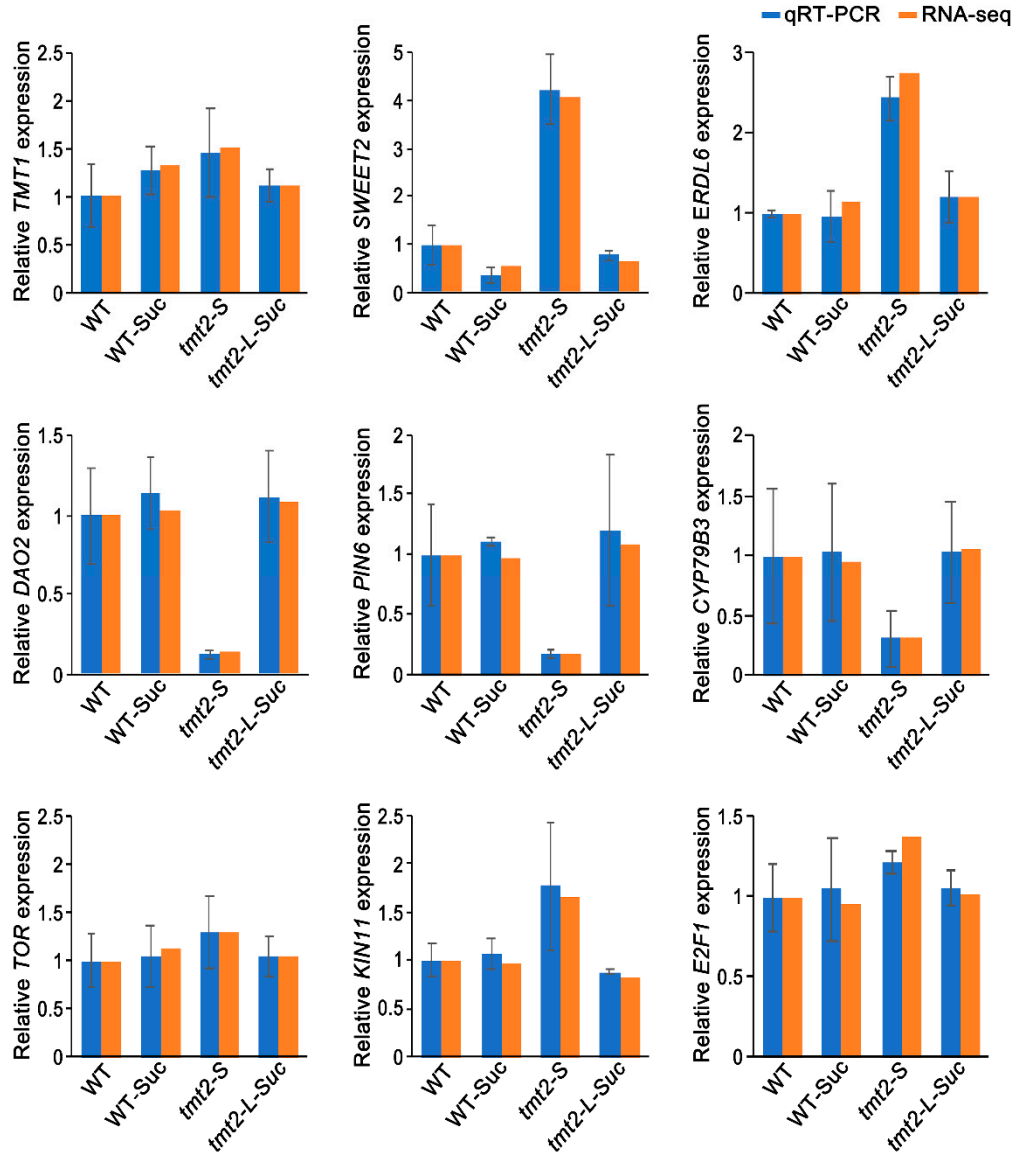 qRT-PCR RNA-seq
Relative TMT1 expression
2.5
2
1.5
1
0.5
0
WT
WT-Suc
tmt2-S
tmt2-L-Suc
Relative SWEET2 expression
5
4
3
2
1
0
WT
WT-Suc
tmt2-S
tmt2-L-Suc
Relative ERDL6 expression
3
2
1
0
WT
WT-Suc
tmt2-S
tmt2-L-Suc
Relative DAO2 expression
1.5
1
0.5
0
WT
WT-Suc
tmt2-S
tmt2-L-Suc
Relative PIN6 expression
2
1.5
1
0.5
0
WT
WT-Suc
tmt2-S
tmt2-L-Suc
Relative CYP79B3 expression
2
1.5
1
0.5
0
WT
WT-Suc
tmt2-S
tmt2-L-Suc
Relative TOR expression
2.5
2
1.5
1
0.5
0
WT
WT-Suc
tmt2-S
tmt2-L-Suc
Relative KIN11 expression
2.5
2
1.5
1
0.5
0
WT
WT-Suc
tmt2-S
tmt2-L-Suc
Relative E2F1 expression
1.5
1
0.5
0
WT
WT-Suc
tmt2-S
tmt2-L-Suc